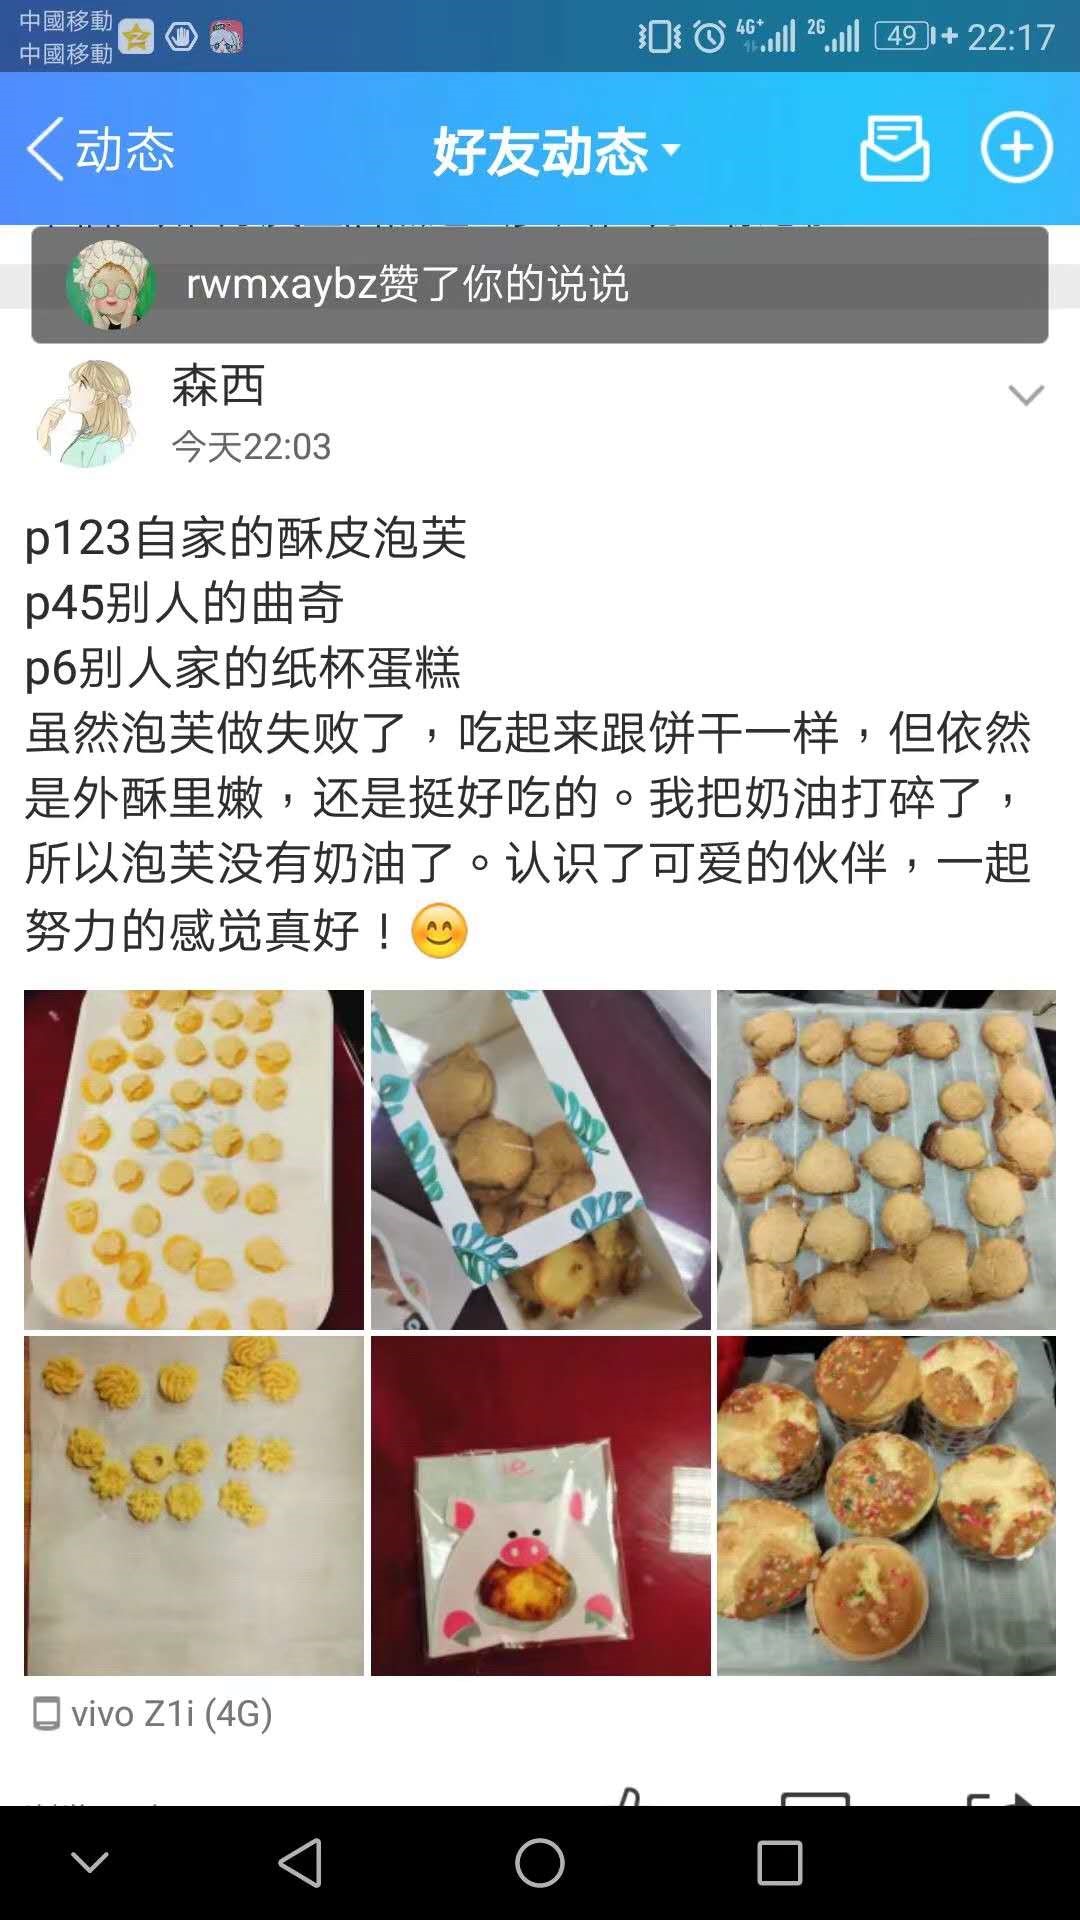 中國移動
中國移動
4G+
2G
49
22:17
动态
好友动态
rwmxaybz赞了你的说说
森西
今天22:03
p123自家的酥皮泡芙
p45别人的曲奇
p6别人家的纸杯蛋糕
虽然泡芙做失败了，吃起来跟饼干一样，但依然
是外酥里嫩，还是挺好吃的。我把奶油打碎了，
所以泡芙没有奶油了。认识了可爱的伙伴，一起
努力的感觉真好！😊
vivo Z1i (4G)